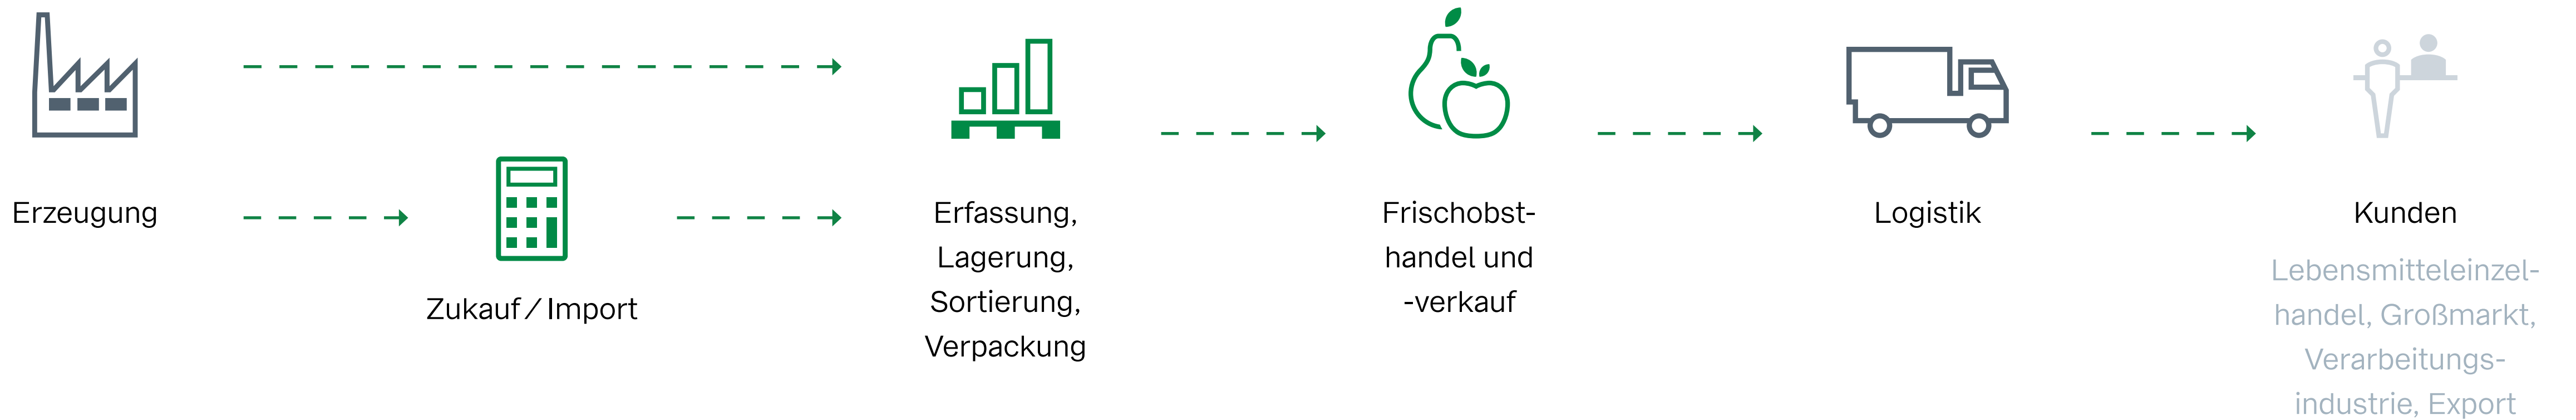 Erzeugung
Zukauf / Import
Erfassung,
Lagerung,
Sortierung,
Verpackung
Frischobst-
handel und
-verkauf
Logistik
Kunden
Lebensmitteleinzel-
handel, Großmarkt,
Verarbeitungs-
industrie, Export